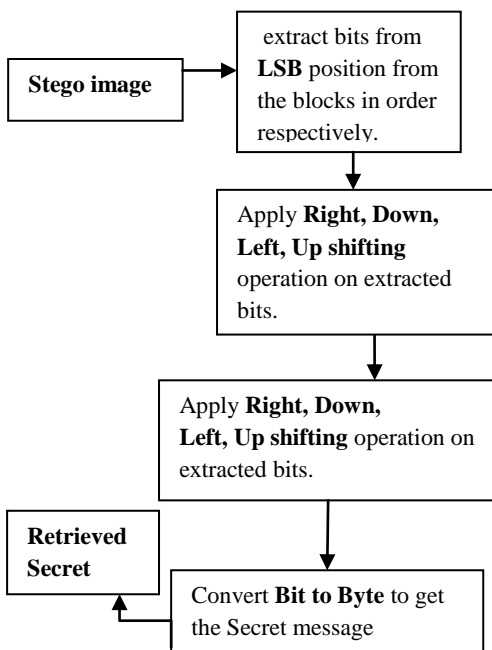 extract bits from
LSB position from
the blocks in order
respectively.
Stego image
Apply Right, Down,
Left, Up shifting
operation on extracted
bits.
Apply Right, Down,
Left, Up shifting operation on
extracted bits.
Retrieved
Secret
Convert Bit to Byte to get
the Secret message